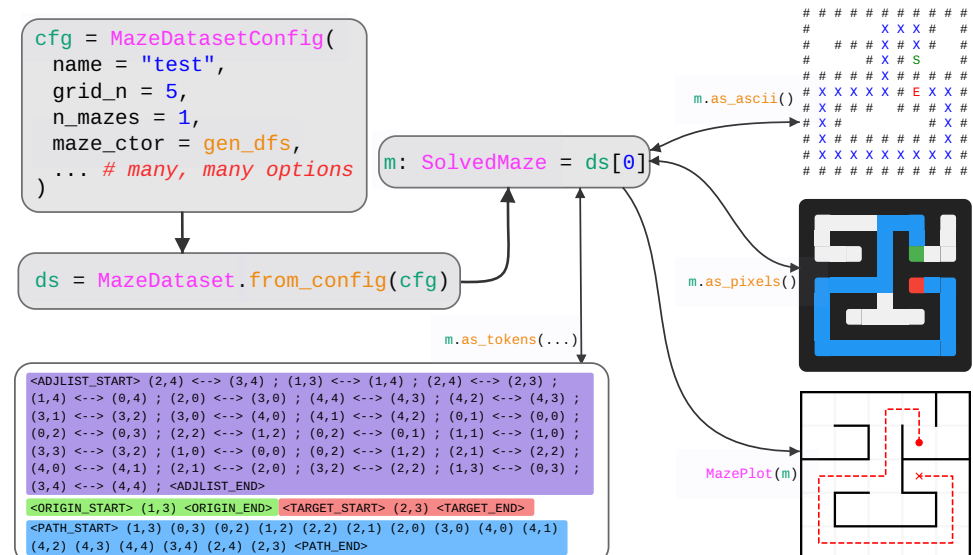 cfg = MazeDatasetConfig(
name = "test",
grid_n = 5,
n_mazes = 1,
maze_ctor = gen_dfs,
... # many, many options
)
ds = MazeDataset.from_config(cfg)
m: SolvedMaze = ds[0]
m.as_ascii()
# # # # # # # # # # #
#         X X X #   #
#   # # # X # X #   #
#       # X # S     #
# # # # # X # # # # #
# X X X X X # E X X #
# X # # #   # # # X #
# X #           # X #
# X # # # # # # # X #
# X X X X X X X X X #
# # # # # # # # # # #
m.as_pixels()
MazePlot(m)
m.as_tokens(...)
<ADJLIST_START> (2,4) <--> (3,4) ; (1,3) <--> (1,4) ; (2,4) <--> (2,3) ;
(1,4) <--> (0,4) ; (2,0) <--> (3,0) ; (4,4) <--> (4,3) ; (4,2) <--> (4,3) ;
(3,1) <--> (3,2) ; (3,0) <--> (4,0) ; (4,1) <--> (4,2) ; (0,1) <--> (0,0) ;
(0,2) <--> (0,3) ; (2,2) <--> (1,2) ; (0,2) <--> (0,1) ; (1,1) <--> (1,0) ;
(3,3) <--> (3,2) ; (1,0) <--> (0,0) ; (0,2) <--> (1,2) ; (2,1) <--> (2,2) ;
(4,0) <--> (4,1) ; (2,1) <--> (2,0) ; (3,2) <--> (2,2) ; (1,3) <--> (0,3) ;
(3,4) <--> (4,4) ; <ADJLIST_END>
<ORIGIN_START> (1,3) <ORIGIN_END> <TARGET_START> (2,3) <TARGET_END>
<PATH_START> (1,3) (0,3) (0,2) (1,2) (2,2) (2,1) (2,0) (3,0) (4,0) (4,1)
(4,2) (4,3) (4,4) (3,4) (2,4) (2,3) <PATH_END>